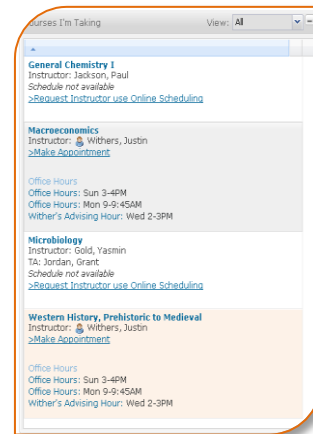 ourses I'm Taking View: All
General Chemistry I
Instructor: Jackson, Paul
Schedule not available
>Request Instructor use Online Scheduling
Macroeconomics
Instructor: Withers, Justin
>Make Appointment
Office Hours
Office Hours: Sun 3-4PM
Office Hours: Mon 9-9:45AM
Wither's Advising Hour: Wed 2-3PM
Microbiology
Instructor: Gold, Yasmin
TA: Jordan, Grant
Schedule not available
>Request Instructor use Online Scheduling
Western History, Prehistoric to Medieval
Instructor: Withers, Justin
>Make Appointment
Office Hours
Office Hours: Sun 3-4PM
Office Hours: Mon 9-9:45AM
Wither's Advising Hour: Wed 2-3PM